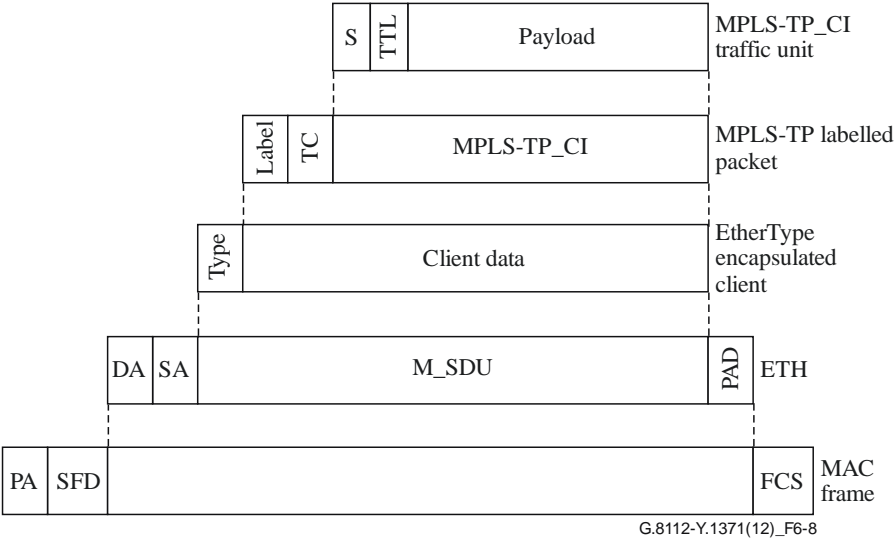 S TTL Payload MPLS-TP_CI
traffic unit
Label TC MPLS-TP_CI MPLS-TP labelled
packet
Type Client data EtherType
encapsulated
client
DA SA M_SDU PAD ETH
PA SFD FCS MAC
frame
G.8112-Y.1371(12)_F6-8